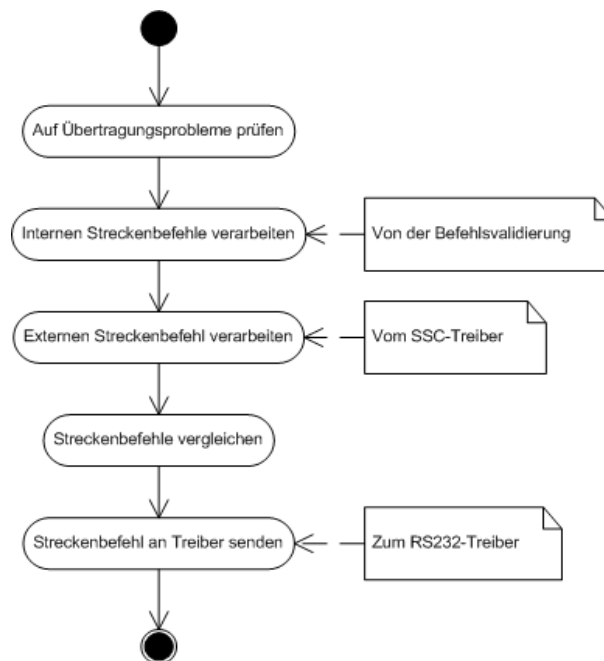 Auf Übertragungsprobleme prüfen
Internen Streckenbefehle verarbeiten
Von der Befehlsvalidierung
Externen Streckenbefehl verarbeiten
Vom SSC-Treiber
Streckenbefehle vergleichen
Streckenbefehl an Treiber senden
Zum RS232-Treiber